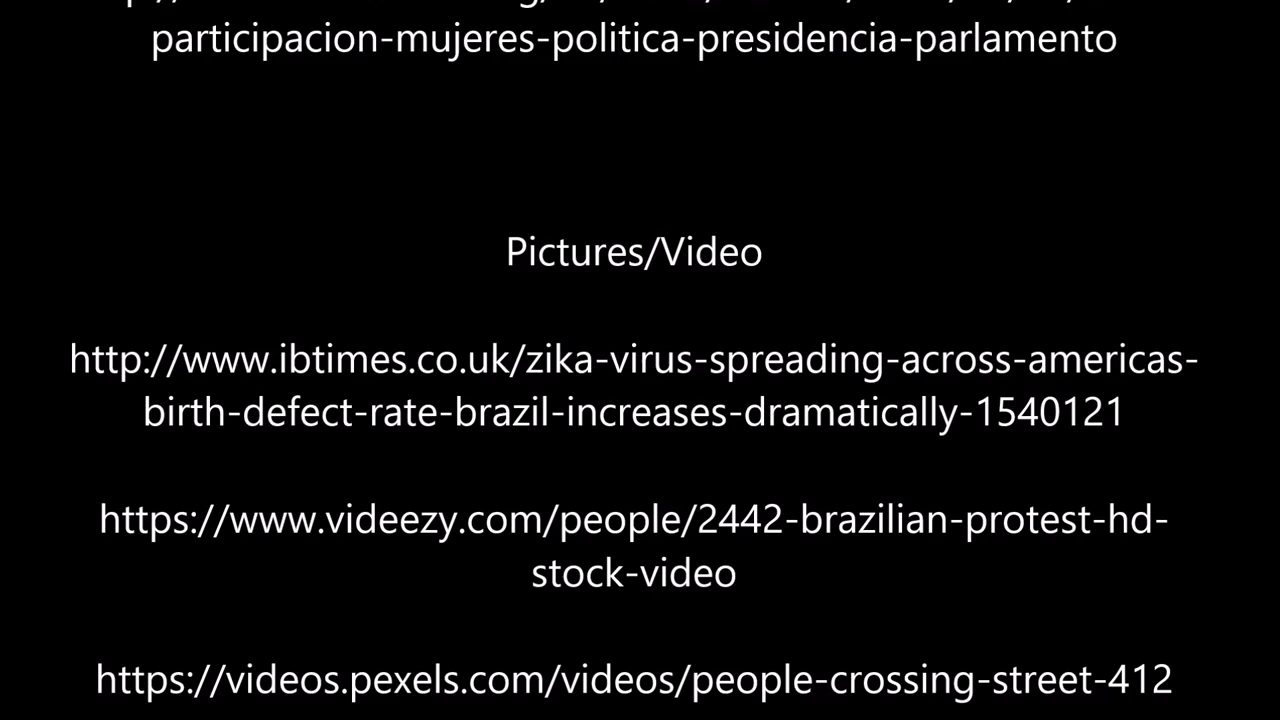 participacion-mujeres-politica-presidencia-parlamento
Pictures/Video
http://www.ibtimes.co.uk/zika-virus-spreading-across-americas-
birth-defect-rate-brazil-increases-dramatically-1540121
https://www.videezy.com/people/2442-brazilian-protest-hd-
stock-video
https://videos.pexels.com/videos/people-crossing-street-412